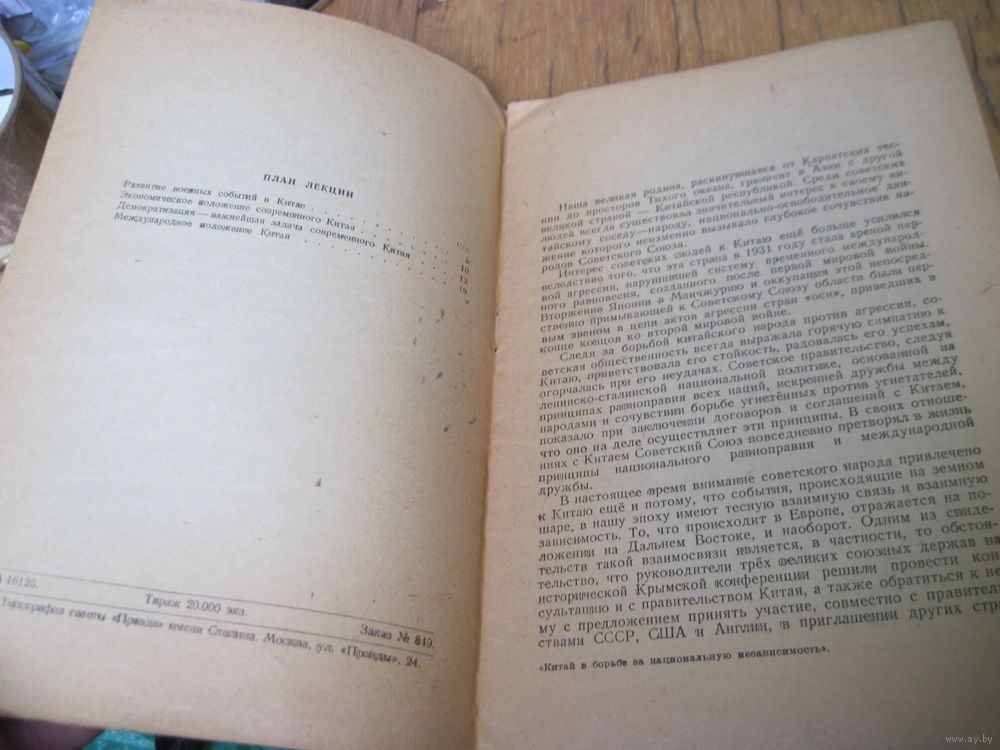 ПЛАН ЛЕКЦИИ
Стр.
Развитие военных событий в Китае
Экономическое положение современного Китая
Демократизация — важнейшая задача современного Китая
Международное положение Китая
10
12
18
16125.
Тираж 20.000 экз.
Заказ № 849.
Типография газеты «Правда» имени Сталина. Москва, ул. «Правды», 24.
Наша великая родина, раскинувшаяся от Карпатских тес-
нин до просторов Тихого океана, граничит в Азии с другой
великой страной — Китайской республикой. Среди советских
людей всегда существовал значительный интерес к своему ки-
тайскому соседу—народу, национально-освободительное дви-
жение которого неизменно вызывало глубокое сочувствие на-
родов Советского Союза.
Интерес советских людей к Китаю ещё больше усилился
вследствие того, что эта страна в 1931 году стала ареной пер-
вой агрессии, нарушившей систему временного международ-
ного равновесия, созданного после первой мировой войны.
Вторжение Японии в Манчжурию и оккупация этой непосред-
ственно примыкающей к Советскому Союзу области были пер-
вым звеном в цепи актов агрессии стран «оси», приведших в
конце концов ко второй мировой войне.
Следя за борьбой китайского народа против агрессии, со-
ветская общественность всегда выражала горячую симпатию к
Китаю, приветствовала его стойкость, радовалась его успехам,
огорчалась при его неудачах. Советское правительство, следуя
ленинско-сталинской национальной политике, основанной на
принципах равноправия всех наций, искренней дружбы между
народами и сочувствии борьбе угнетённых против угнетателей,
показало при заключении договоров и соглашений с Китаем,
что оно на деле осуществляет эти принципы. В своих отноше-
ниях с Китаем Советский Союз повседневно претворял в жизнь
принципы национального равноправия и международной
дружбы.
В настоящее время внимание советского народа привлечено
к Китаю ещё и потому, что события, происходящие на земном
шаре, в нашу эпоху имеют тесную взаимную связь и взаимную
зависимость. То, что происходит в Европе, отражается на по-
ложении на Дальнем Востоке, и наоборот. Одним из свиде-
тельств такой взаимосвязи является, в частности, то обстоя-
тельство, что руководители трёх великих союзных держав на
исторической Крымской конференции решили провести кон-
сультацию и с правительством Китая, а также обратиться к не-
му с предложением принять участие, совместно с правитель-
ствами СССР, США и Англии, в приглашении других стр
«Китай в борьбе за национальную независимость».
www.ay.by